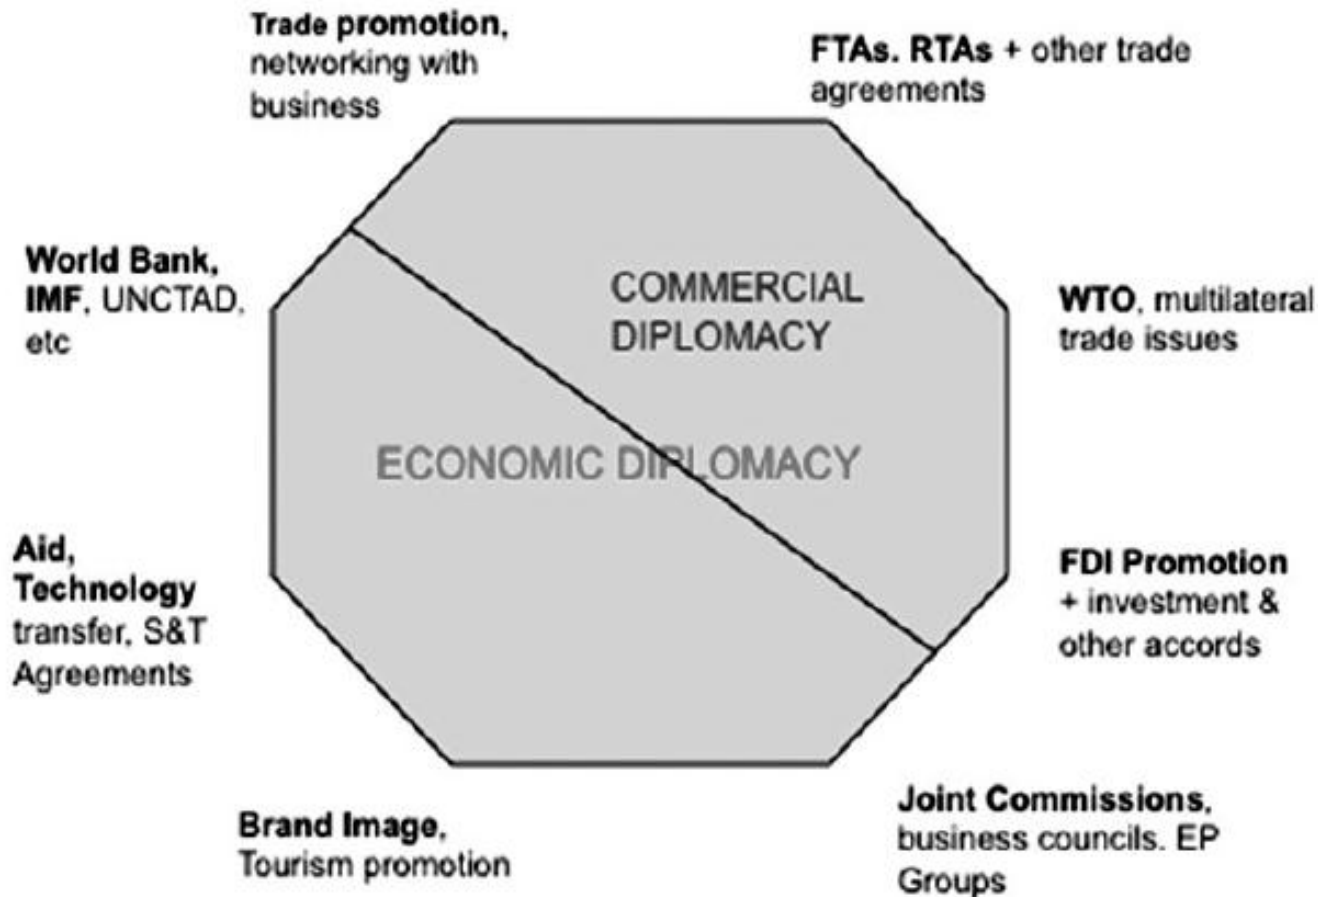 Trade promotion,
networking with
business
FTAs. RTAs + other trade
agreements
World Bank,
IMF, UNCTAD,
etc
COMMERCIAL
DIPLOMACY
WTO, multilateral
trade issues
ECONOMIC DIPLOMACY
Aid,
Technology
transfer, S&T
Agreements
FDI Promotion
+ investment &
other accords
Brand Image,
Tourism promotion
Joint Commissions,
business councils. EP
Groups